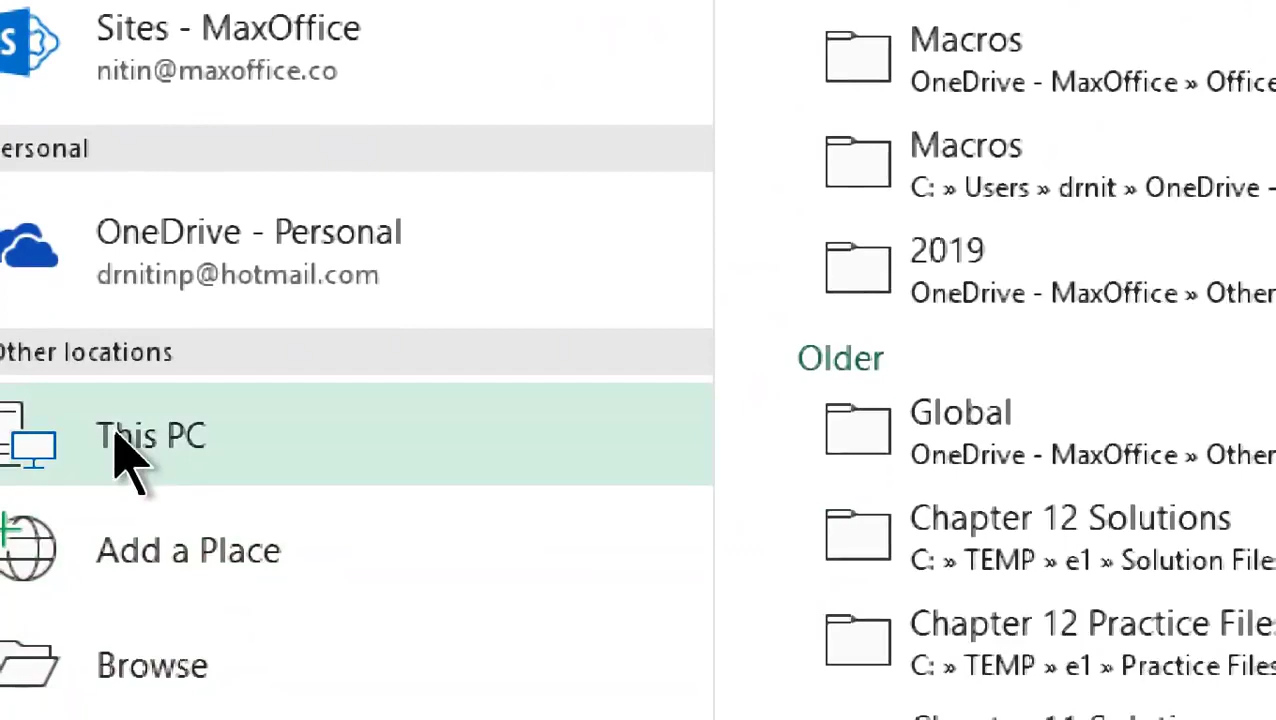 Sites - MaxOffice
nitin@maxoffice.co
ersonal
OneDrive - Personal
drnitinp@hotmail.com
Other locations
This PC
Add a Place
Browse
Macros
OneDrive - MaxOffice » Office
Macros
C: » Users » drnit » OneDrive -
2019
OneDrive - MaxOffice » Other
Older
Global
OneDrive - MaxOffice » Other
Chapter 12 Solutions
C: » TEMP » e1 » Solution File
Chapter 12 Practice File
C: » TEMP » e1 » Practice Files